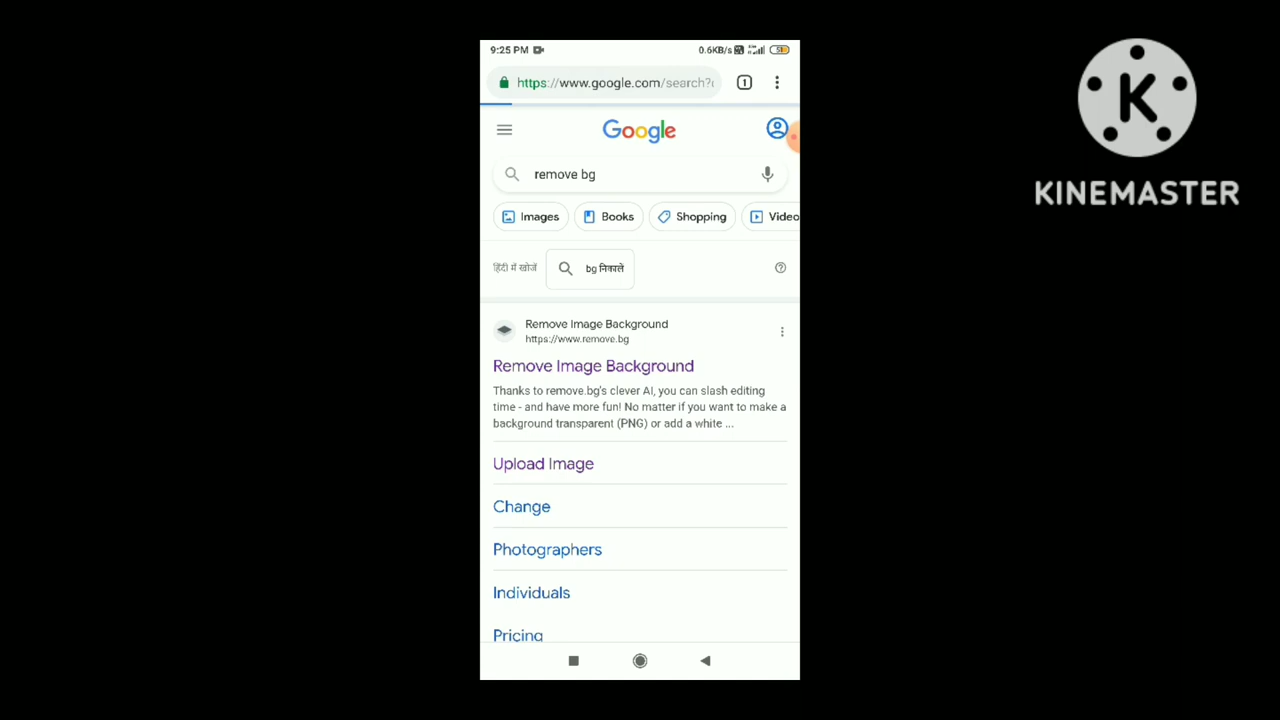 9:25 PM
0.6KB/s
https://www.google.com/search?
1
Google
remove bg
Images
Books
Shopping
Video
हिंदी में खोजें
bg निकालें
Remove Image Background
https://www.remove.bg
Remove Image Background
Thanks to remove.bg's clever AI, you can slash editing
time - and have more fun! No matter if you want to make a
background transparent (PNG) or add a white ...
Upload Image
Change
Photographers
Individuals
Pricing
K
KINEMASTER